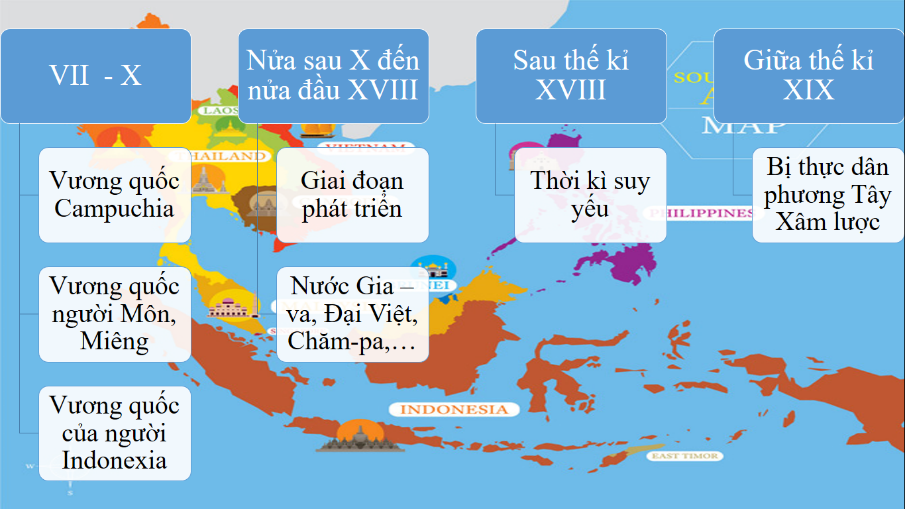 VII - X
Vương quốc
Campuchia
Vương quốc
người Môn,
Miêng
Vương quốc
của người
Indonexia
Nửa sau X đến
nửa đầu XVIII
Giai đoạn
phát triển
Nước Gia –
va, Đại Việt,
Chăm-pa,…
Sau thế kỉ
XVIII
Thời kì suy
yếu
Giữa thế kỉ
XIX
Bị thực dân
phương Tây
Xâm lược
LAOS
THAILAND
VIETNAM
PHILIPPINES
INDONESIA
EAST TIMOR
MAP
W
S